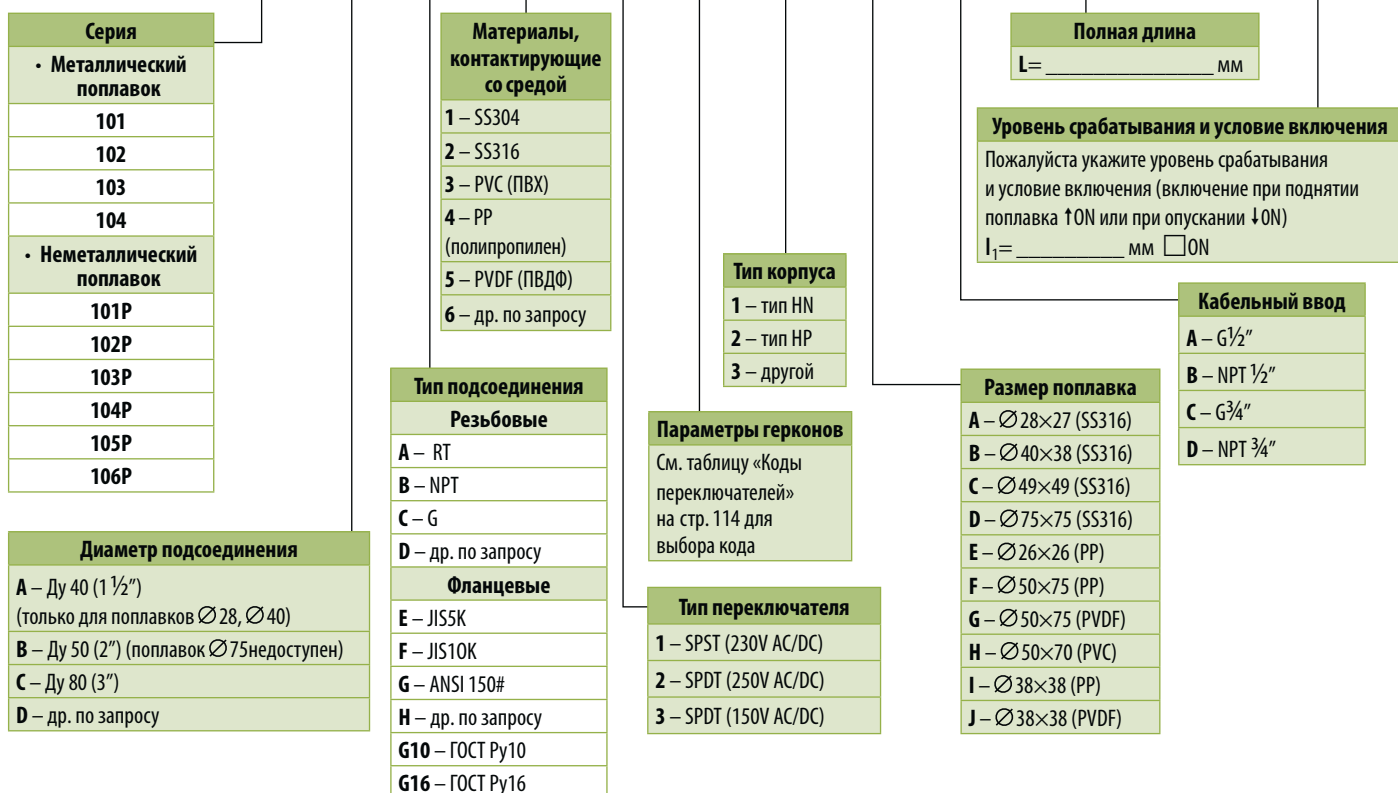 Серия
• Металлический
поплавок
101
102
103
104
• Неметаллический
поплавок
101P
102P
103P
104P
105P
106P
Диаметр подсоединения
A – Ду 40 (1 ½″)
(только для поплавков ∅28, ∅40)
B – Ду 50 (2″) (поплавок ∅75недоступен)
C – Ду 80 (3″)
D – др. по запросу
Материалы,
контактирующие
со средой
1 – SS304
2 – SS316
3 – PVC (ПВХ)
4 – PP
(полипропилен)
5 – PVDF (ПВДФ)
6 – др. по запросу
Тип подсоединения
Резьбовые
A – RT
B – NPT
C – G
D – др. по запросу
Фланцевые
E – JIS5K
F – JIS10K
G – ANSI 150#
H – др. по запросу
G10 – ГОСТ Ру10
G16 – ГОСТ Ру16
Тип корпуса
1 – тип HN
2 – тип HP
3 – другой
Параметры герконов
См. таблицу «Коды
переключателей»
на стр. 114 для
выбора кода
Тип переключателя
1 – SPST (230V AC/DC)
2 – SPDT (250V AC/DC)
3 – SPDT (150V AC/DC)
Полная длина
L= ________________ мм
Уровень срабатывания и условие включения
Пожалуйста укажите уровень срабатывания
и условие включения (включение при поднятии
поплавка ↑ON или при опускании ↓ON)
l₁= __________ мм □ON
Кабельный ввод
A – G½″
B – NPT ½″
C – G¾″
D – NPT ¾″
Размер поплавка
A – ∅28×27 (SS316)
B – ∅40×38 (SS316)
C – ∅49×49 (SS316)
D – ∅75×75 (SS316)
E – ∅26×26 (PP)
F – ∅50×75 (PP)
G – ∅50×75 (PVDF)
H – ∅50×70 (PVC)
I – ∅38×38 (PP)
J – ∅38×38 (PVDF)